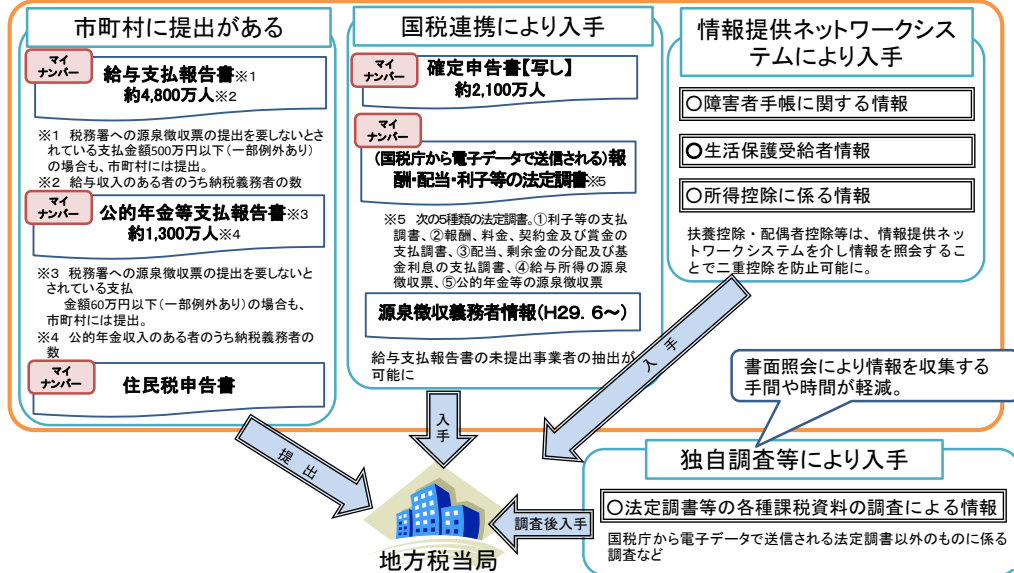 市町村に提出がある
マイ
ナンバー
給与支払報告書※1
約4,800万人※2
※1 税務署への源泉徴収票の提出を要しないとさ
れている支払金額500万円以下(一部例外あり)
の場合も、市町村には提出。
※2 給与収入のある者のうち納税義務者の数
マイ
ナンバー
公的年金等支払報告書※3
約1,300万人※4
※3 税務署への源泉徴収票の提出を要しないと
されている支払
金額60万円以下(一部例外あり)の場合も、
市町村には提出。
※4 公的年金収入のある者のうち納税義務者の
数
マイ
ナンバー
住民税申告書
国税連携により入手
マイ
ナンバー
確定申告書【写し】
約2,100万人
マイ
ナンバー
(国税庁から電子データで送信される)報
酬・配当・利子等の法定調書※5
※5 次の5種類の法定調書。①利子等の支払
調書、②報酬、料金、契約金及び賞金の
支払調書、③配当、剰余金の分配及び基
金利息の支払調書、④給与所得の源泉
徴収票、⑤公的年金等の源泉徴収票
源泉徴収義務者情報(H29.6～)
給与支払報告書の未提出事業者の抽出が
可能に
情報提供ネットワークシス
テムにより入手
○障害者手帳に関する情報
○生活保護受給者情報
○所得控除に係る情報
扶養控除・配偶者控除等は、情報提供ネッ
トワークシステムを介し情報を照会するこ
とで二重控除を防止可能に。
書面照会により情報を収集する
手間や時間が軽減。
提出
入手
入手
独自調査等により入手
○法定調書等の各種課税資料の調査による情報
国税庁から電子データで送信される法定調書以外のものに係る
調査など
調査後入手
地方税当局